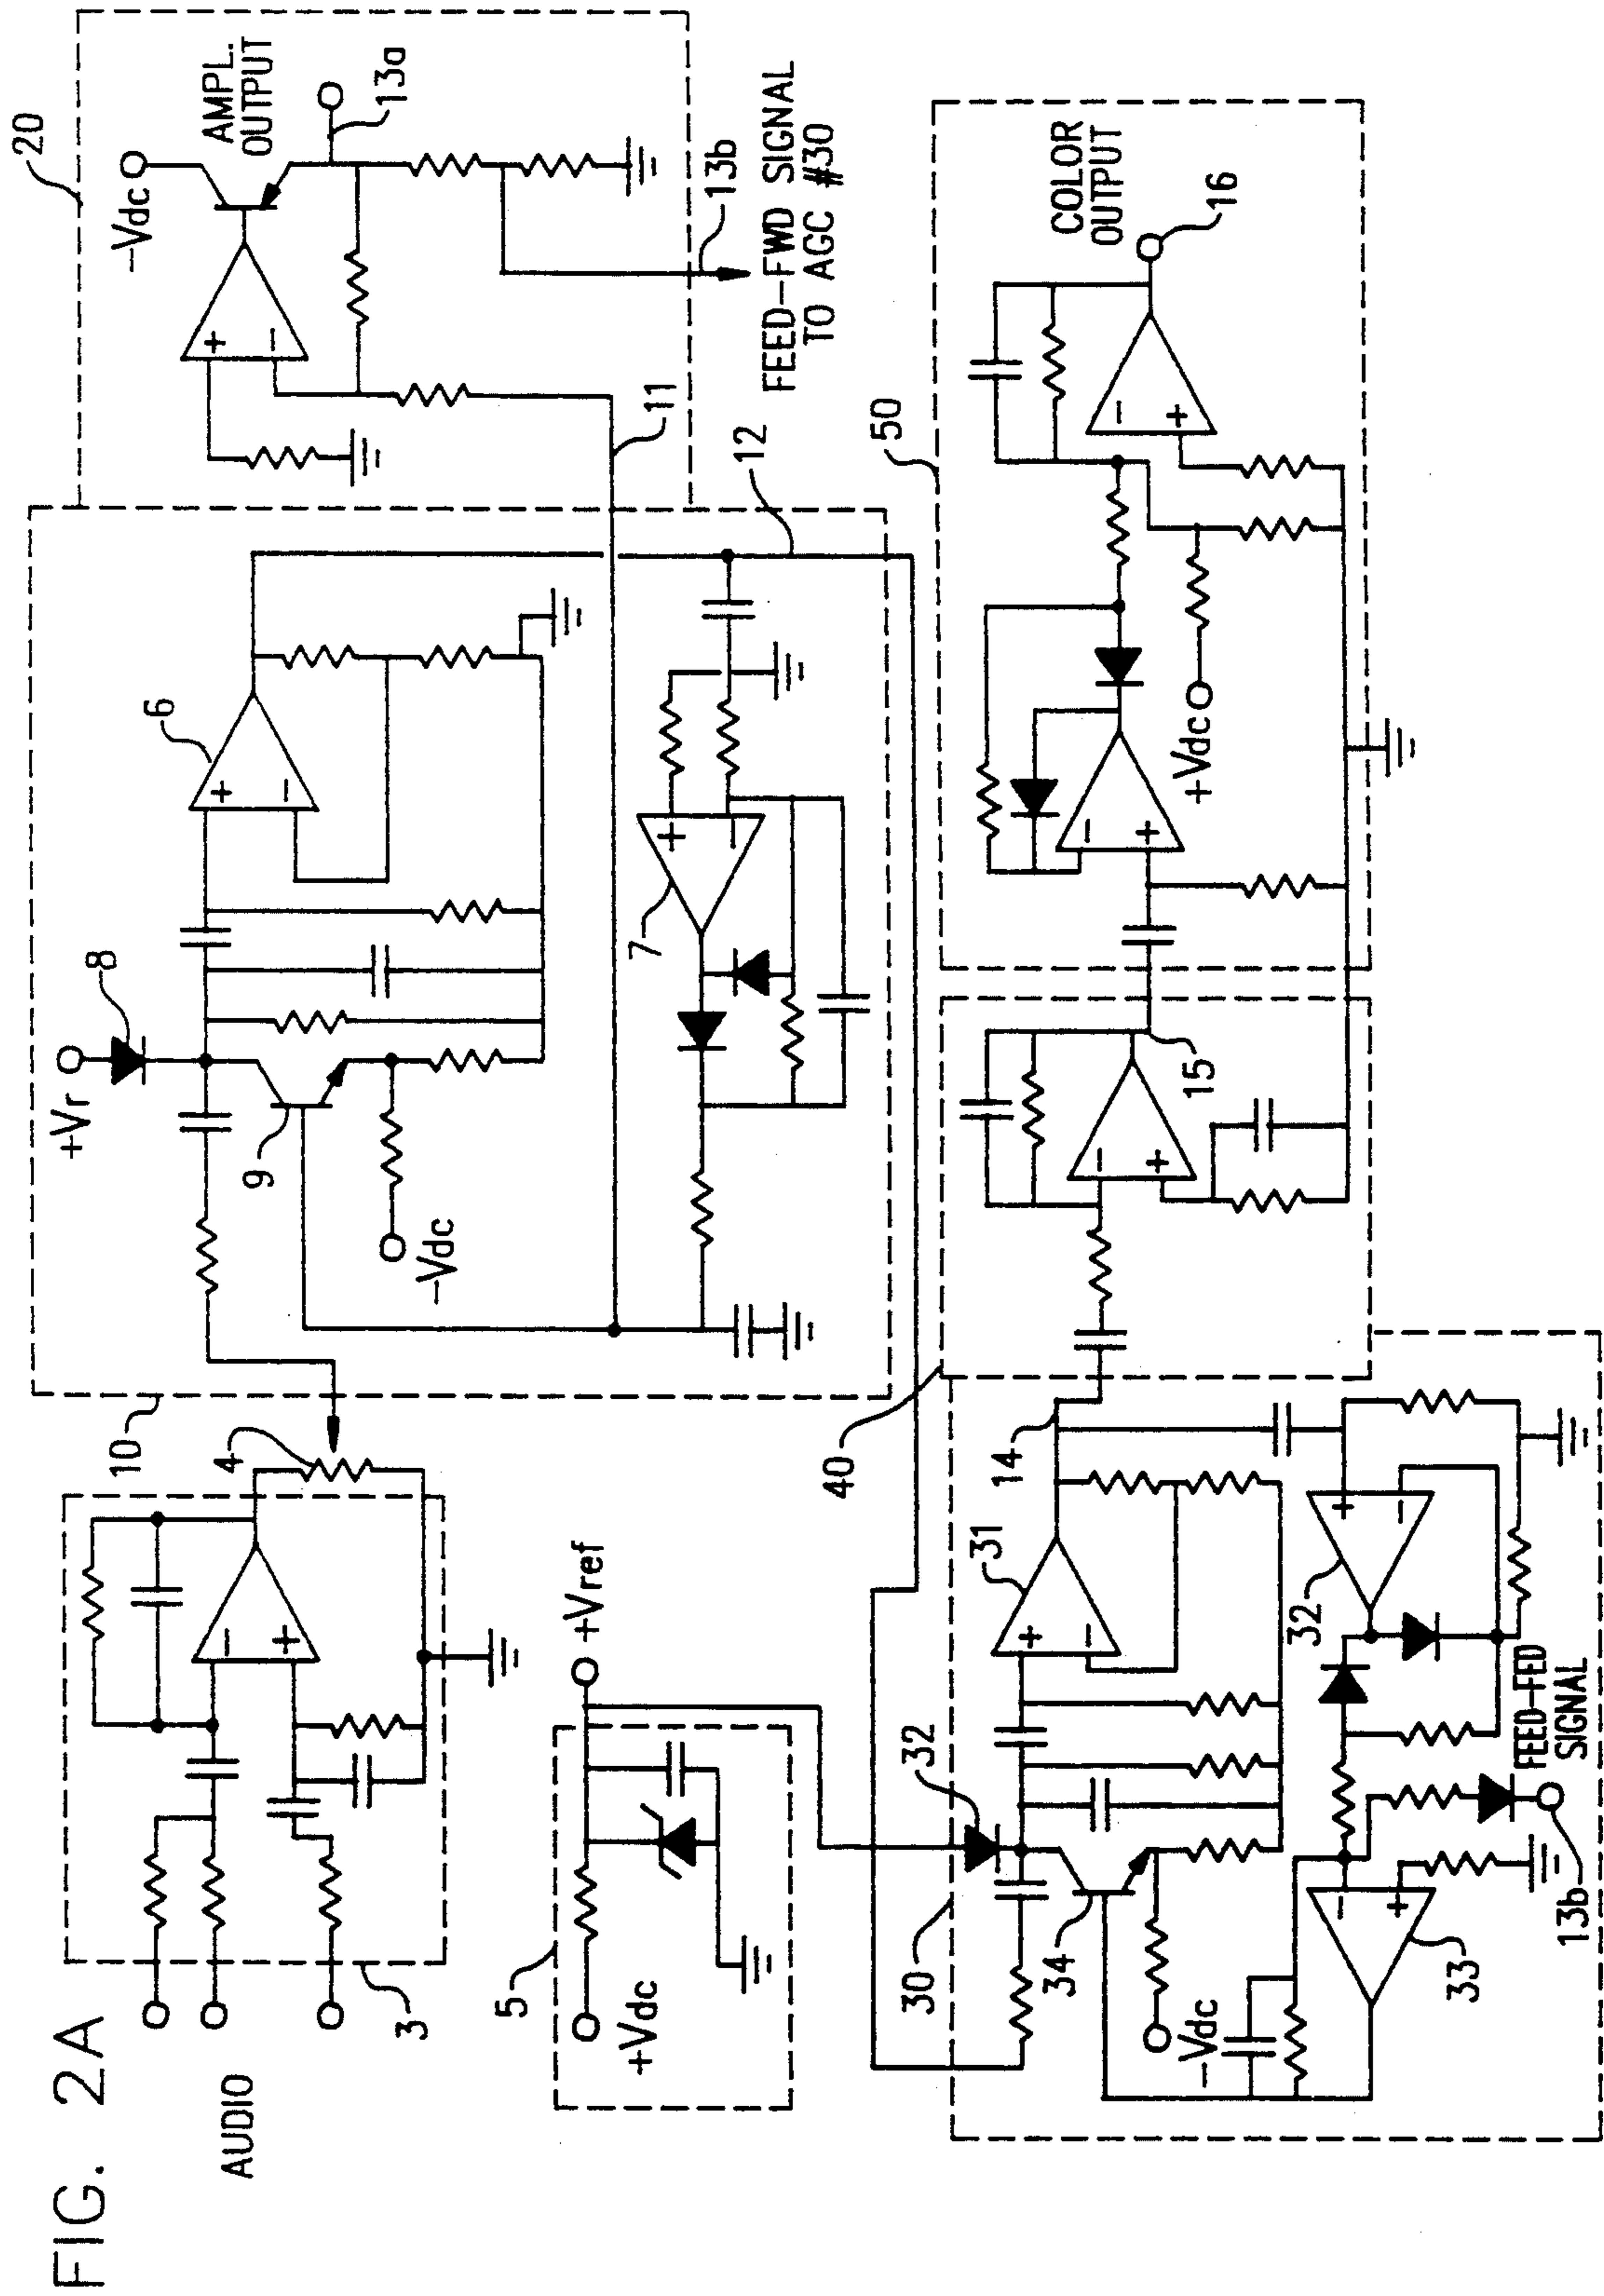 FIG. 2A
AUDIO
3
4
10
+Vr
8
9
-Vdc
6
+
-
7
+
-
-
+
20
-Vdc
AMPL.
OUTPUT
13a
+
-
11
12
13b
FEED-FWD SIGNAL
TO AGC #30
5
+Vdc
+Vref
30
32
34
-Vdc
31
+
-
14
32
+
-
33
-
+
13b
FEED-FED
SIGNAL
40
15
-
+
50
-
+
+Vdc
-
+
COLOR
OUTPUT
16